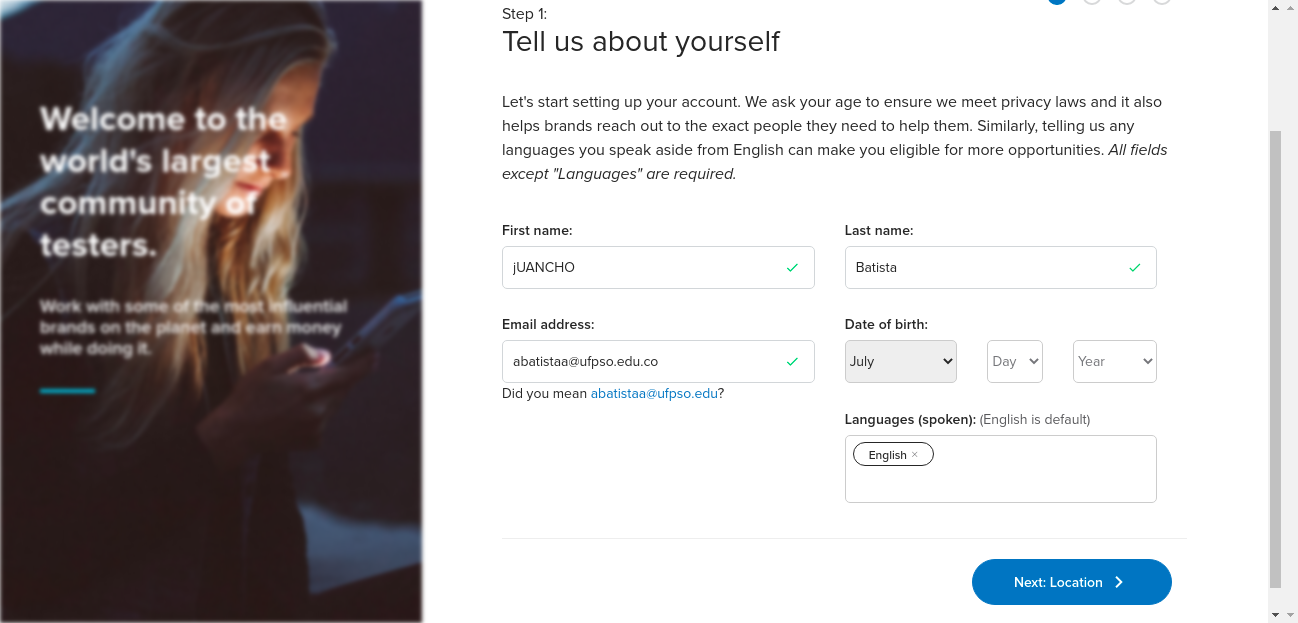 Welcome to the
world's largest
community of
testers.
Work with some of the most influential
brands on the planet and earn money
while doing it.
Step 1:
Tell us about yourself
Let's start setting up your account. We ask your age to ensure we meet privacy laws and it also
helps brands reach out to the exact people they need to help them. Similarly, telling us any
languages you speak aside from English can make you eligible for more opportunities. All fields
except "Languages" are required.
First name:
Last name:
jUANCHO
Batista
Email address:
Date of birth:
abatistaa@ufpso.edu.co
July
Day
Year
Did you mean abatistaa@ufpso.edu?
Languages (spoken): (English is default)
English ×
Next: Location